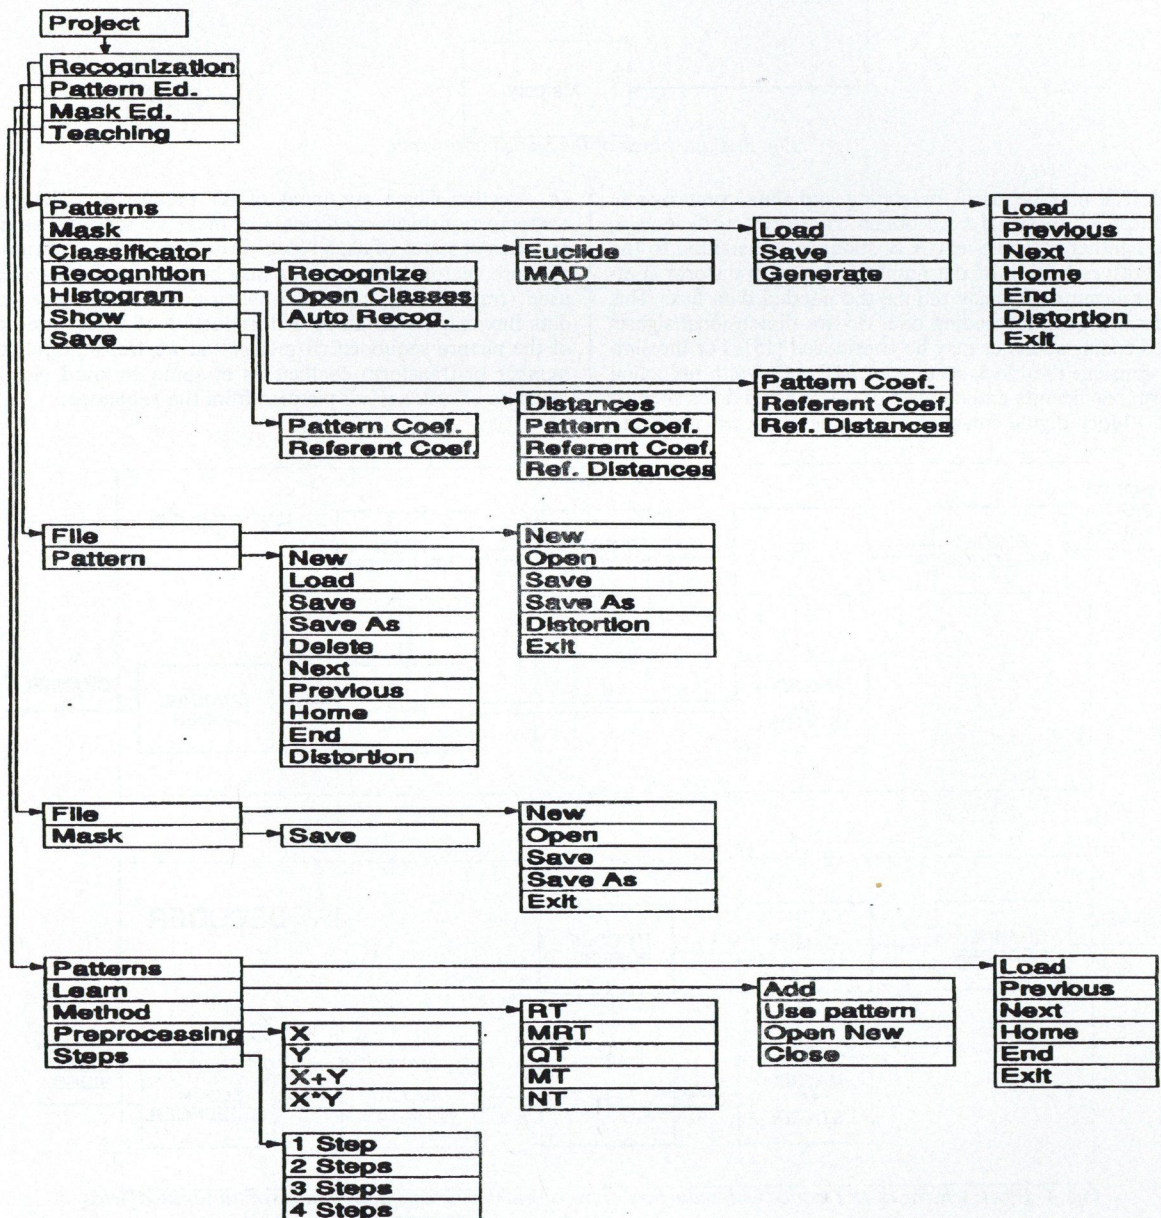 Project
Recognization
Pattern Ed.
Mask Ed.
Teaching
Patterns
Mask
Classificator
Recognition
Histogram
Show
Save
Load
Previous
Next
Home
End
Distortion
Exit
Load
Save
Generate
Euclide
MAD
Recognize
Open Classes
Auto Recog.
Pattern Coef.
Referent Coef.
Ref. Distances
Distances
Pattern Coef.
Referent Coef.
Ref. Distances
Pattern Coef.
Referent Coef.
File
Pattern
New
Open
Save
Save As
Distortion
Exit
New
Load
Save
Save As
Delete
Next
Previous
Home
End
Distortion
File
Mask
Save
New
Open
Save
Save As
Exit
Patterns
Learn
Method
Preprocessing
Steps
Load
Previous
Next
Home
End
Exit
Add
Use pattern
Open New
Close
RT
MRT
QT
MT
NT
X
Y
X+Y
X*Y
1 Step
2 Steps
3 Steps
4 Steps